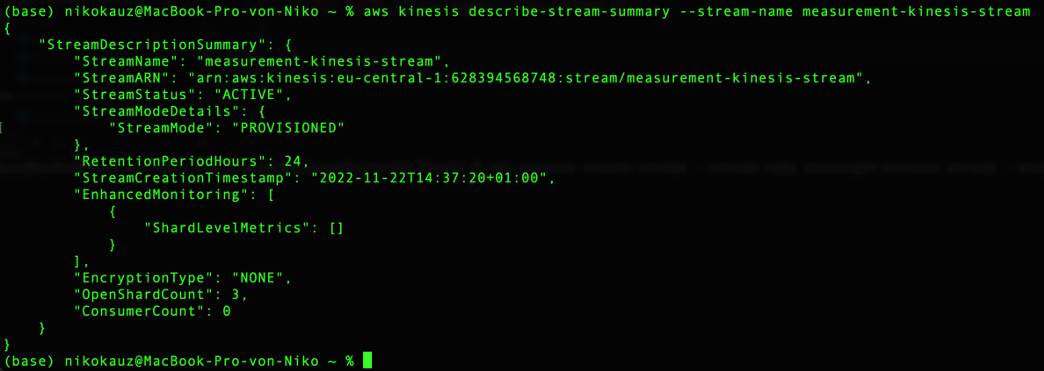 (base) nikokauz@MacBook-Pro-von-Niko ~ % aws kinesis describe-stream-summary --stream-name measurement-kinesis-stream
{
    "StreamDescriptionSummary": {
        "StreamName": "measurement-kinesis-stream",
        "StreamARN": "arn:aws:kinesis:eu-central-1:628394568748:stream/measurement-kinesis-stream",
        "StreamStatus": "ACTIVE",
        "StreamModeDetails": {
            "StreamMode": "PROVISIONED"
        },
        "RetentionPeriodHours": 24,
        "StreamCreationTimestamp": "2022-11-22T14:37:20+01:00",
        "EnhancedMonitoring": [
            {
                "ShardLevelMetrics": []
            }
        ],
        "EncryptionType": "NONE",
        "OpenShardCount": 3,
        "ConsumerCount": 0
    }
}
(base) nikokauz@MacBook-Pro-von-Niko ~ %